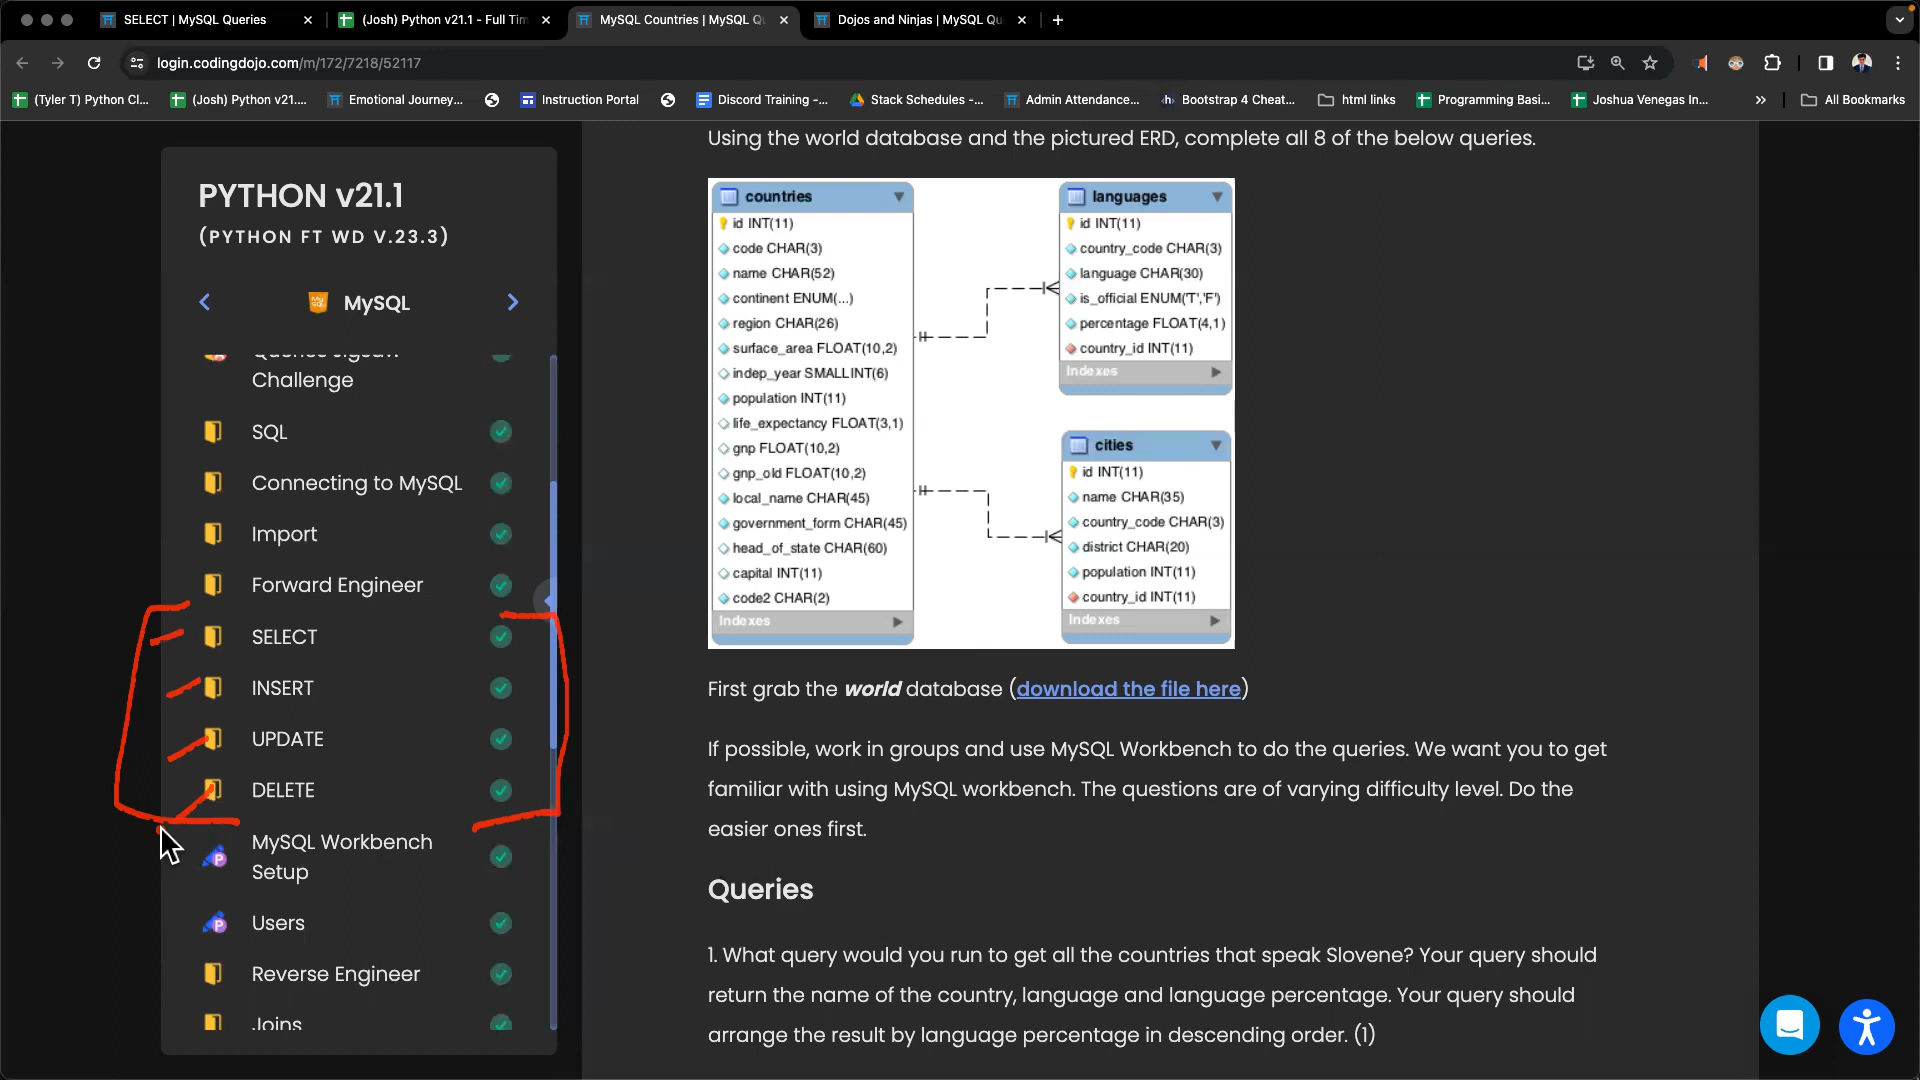 SELECT | MySQL Queries
(Josh) Python v21.1 - Full Tim
MySQL Countries | MySQL Q
Dojos and Ninjas | MySQL Qu
login.codingdojo.com/m/172/7218/52117
(Tyler T) Python Cl...
(Josh) Python v21....
Emotional Journey...
Instruction Portal
Discord Training -...
Stack Schedules -...
Admin Attendance...
Bootstrap 4 Cheat...
html links
Programming Basi...
Joshua Venegas In...
»
All Bookmarks
PYTHON v21.1
(PYTHON FT WD V.23.3)
MySQL
Queries Jigsaw
Challenge
SQL
Connecting to MySQL
Import
Forward Engineer
SELECT
INSERT
UPDATE
DELETE
MySQL Workbench
Setup
Users
Reverse Engineer
Joins
Using the world database and the pictured ERD, complete all 8 of the below queries.
countries
id INT(11)
code CHAR(3)
name CHAR(52)
continent ENUM(...)
region CHAR(26)
surface_area FLOAT(10,2)
indep_year SMALLINT(6)
population INT(11)
life_expectancy FLOAT(3,1)
gnp FLOAT(10,2)
gnp_old FLOAT(10,2)
local_name CHAR(45)
government_form CHAR(45)
head_of_state CHAR(60)
capital INT(11)
code2 CHAR(2)
Indexes
languages
id INT(11)
country_code CHAR(3)
language CHAR(30)
is_official ENUM('T','F')
percentage FLOAT(4,1)
country_id INT(11)
Indexes
cities
id INT(11)
name CHAR(35)
country_code CHAR(3)
district CHAR(20)
population INT(11)
country_id INT(11)
Indexes
First grab the world database (download the file here)
If possible, work in groups and use MySQL Workbench to do the queries. We want you to get
familiar with using MySQL workbench. The questions are of varying difficulty level. Do the
easier ones first.
Queries
1. What query would you run to get all the countries that speak Slovene? Your query should
return the name of the country, language and language percentage. Your query should
arrange the result by language percentage in descending order. (1)